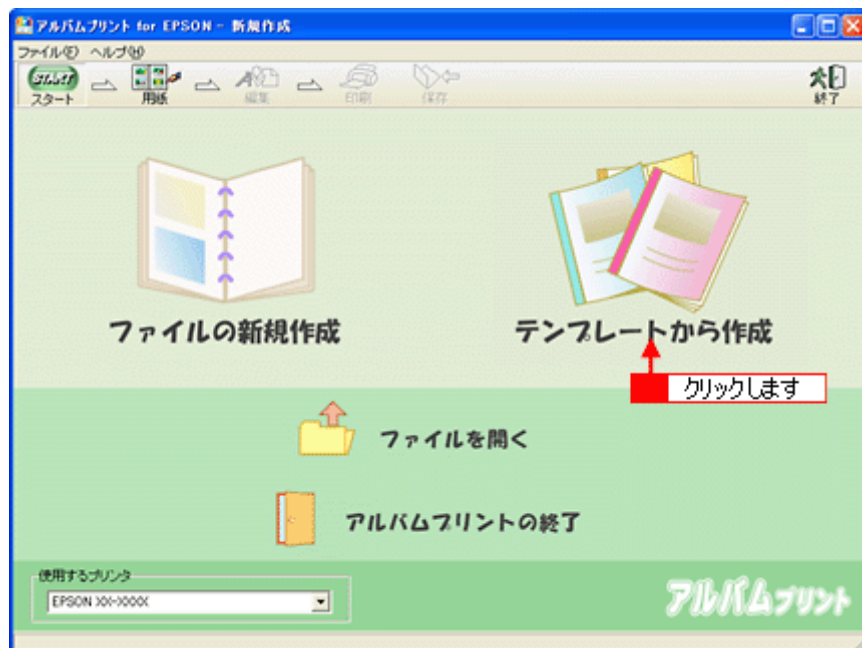 アルバムプリント for EPSON - 新規作成
ファイル(F) ヘルプ(H)
START
スタート 用紙 編集 印刷 保存 終了
ファイルの新規作成 テンプレートから作成
クリックします
ファイルを開く
アルバムプリントの終了
使用するプリンタ
EPSON XX-XXXX
アルバムプリント